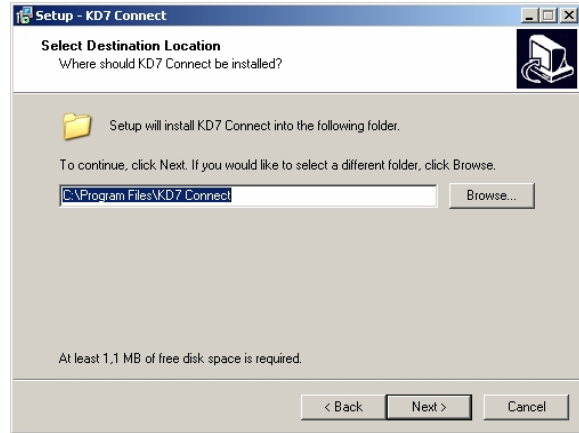 Setup - KD7 Connect
Select Destination Location
Where should KD7 Connect be installed?
Setup will install KD7 Connect into the following folder.
To continue, click Next. If you would like to select a different folder, click Browse.
C:\Program Files\KD7 Connect
Browse...
At least 1,1 MB of free disk space is required.
< Back
Next >
Cancel